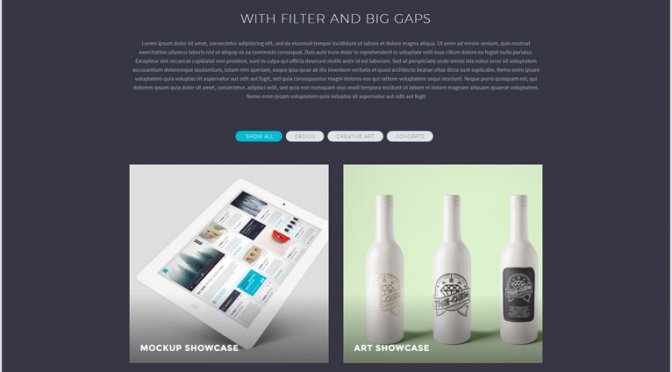 WITH FILTER AND BIG GAPS
Lorem ipsum dolor sit amet, consectetur adipisicing elit, sed do eiusmod tempor incididunt ut labore et dolore magna aliqua. Ut enim ad minim veniam, quis nostrud
exercitation ullamco laboris nisi ut aliquip ex ea commodo consequat. Duis aute irure dolor in reprehenderit in voluptate velit esse cillum dolore eu fugiat nulla pariatur.
Excepteur sint occaecat cupidatat non proident, sunt in culpa qui officia deserunt mollit anim id est laborum. Sed ut perspiciatis unde omnis iste natus error sit voluptatem
accusantium doloremque laudantium, totam rem aperiam, eaque ipsa quae ab illo inventore veritatis et quasi architecto beatae vitae dicta sunt explicabo. Nemo enim ipsam
voluptatem quia voluptas sit aspernatur aut odit aut fugit, sed quia consequuntur magni dolores eos qui ratione voluptatem sequi nesciunt. Neque porro quisquam est, qui
dolorem ipsum quia dolor sit amet, consectetur, adipisci velit, sed quia non numquam eius modi tempora incidunt ut labore et dolore magnam aliquam quaerat voluptatem.
Nemo enim ipsam voluptatem quia voluptas sit aspernatur aut odit aut fugit
SHOW ALL
DESIGN
CREATIVE ART
CONCEPTS
THE GEM
THE GEM
THE GEM
MOCKUP SHOWCASE
ART SHOWCASE